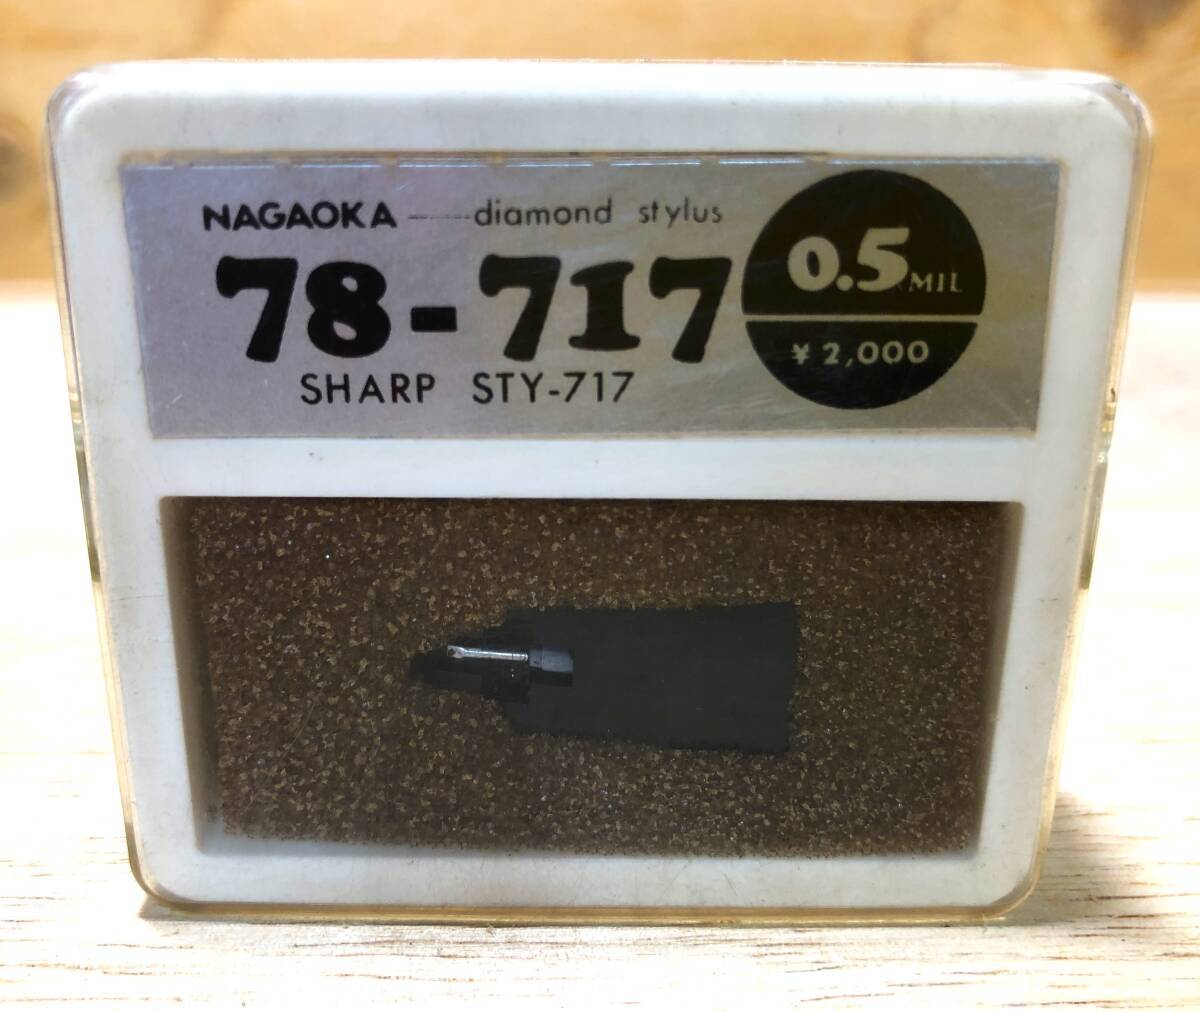 NAGAOKA — diamond stylus
78-717
SHARP STY-717
0.5 MIL
¥ 2,000